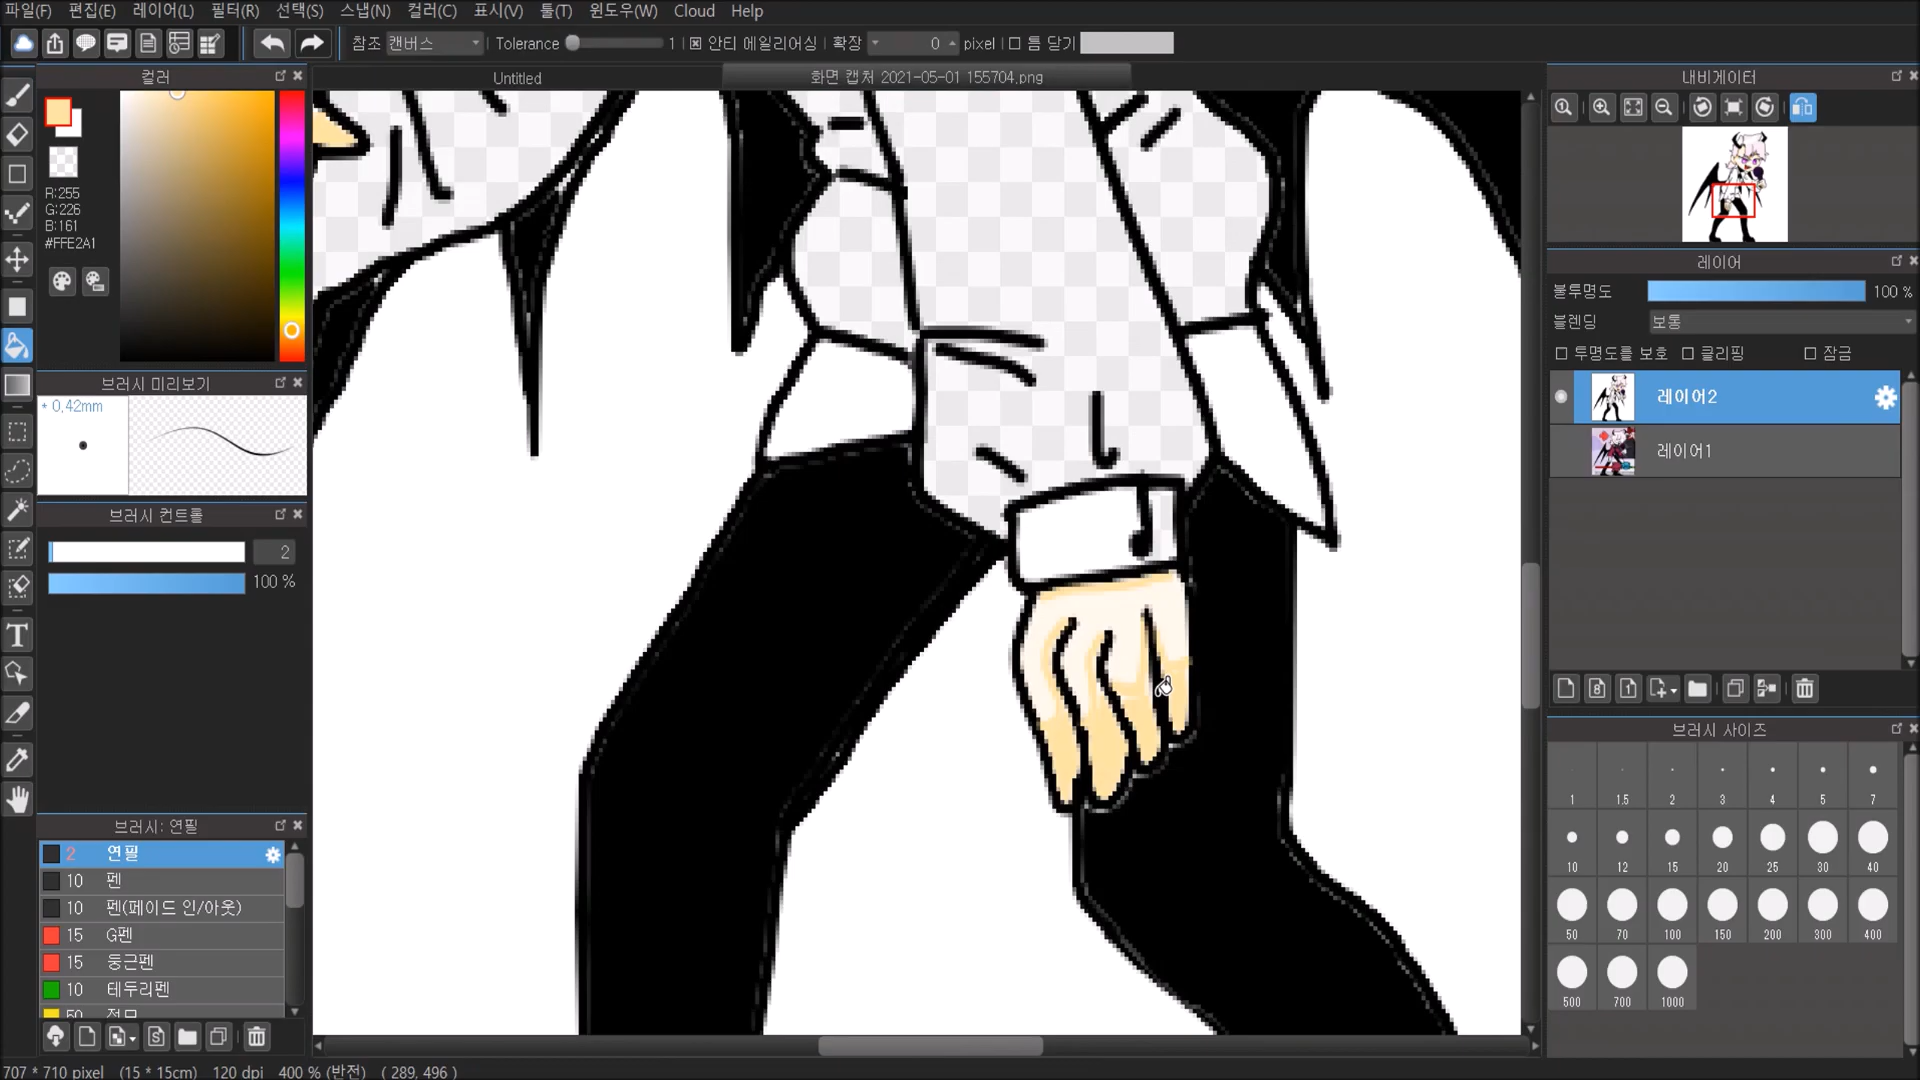 파일(F) 편집(E) 레이어(L) 필터(R) 선택(S) 스냅(N) 컬러(C) 표시(V) 툴(T) 윈도우(W) Cloud Help
참조 캔버스 Tolerance 1 안티 에일리어싱 확장 0 pixel 틈 닫기
컬러
Untitled
화면 캡처 2021-05-01 155704.png
내비게이터
R:255
G:226
B:161
#FFE2A1
레이어
불투명도 100 %
블렌딩 보통
투명도를 보호 클리핑 잠금
브러시 미리보기
* 0.42mm
레이어2
레이어1
브러시 컨트롤
2
100 %
브러시 사이즈
1 1.5 2 3 4 5 7
10 12 15 20 25 30 40
50 70 100 150 200 300 400
500 700 1000
브러시: 연필
2 연필
10 펜
10 펜(페이드 인/아웃)
15 G펜
15 둥근펜
10 테두리펜
T
707 * 710 pixel (15 * 15cm) 120 dpi 400 % (반전) ( 289, 496 )